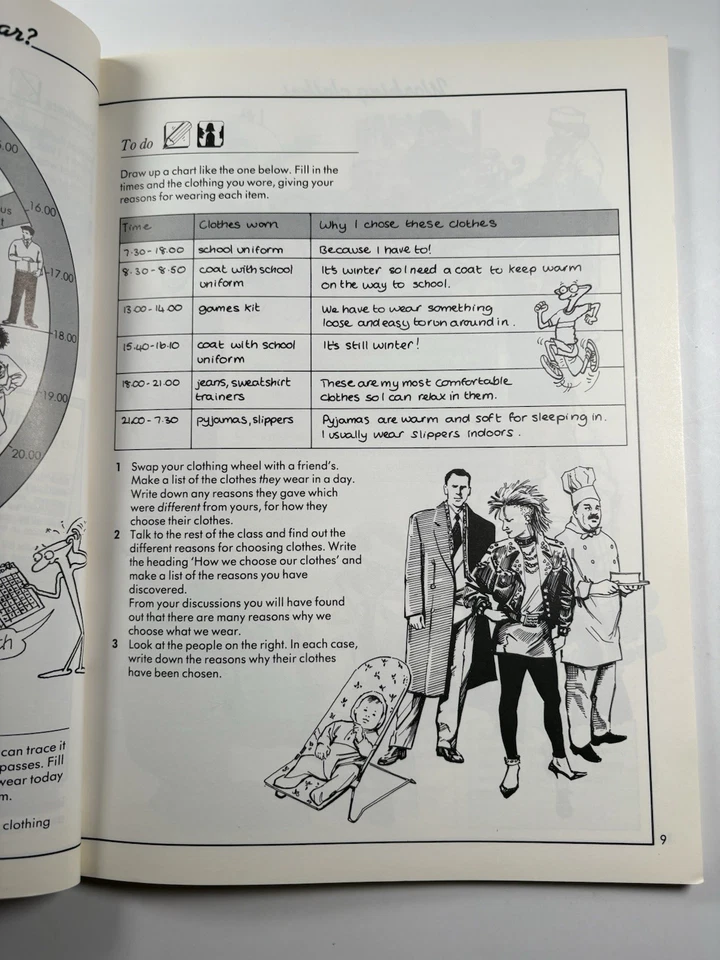 ar?
us
16.00
17.00
18.00
19.00
20.00
can trace it
passes. Fill
wear today
m.
clothing
To do
Draw up a chart like the one below. Fill in the
times and the clothing you wore, giving your
reasons for wearing each item.
Time Clothes worn Why I chose these clothes
7.30-18.00 school uniform Because I have to!
8.30-8.50 coat with school It's winter so I need a coat to keep warm
uniform on the way to school.
13.00-14.00 games kit We have to wear something
loose and easy to run around in.
15.40-16.10 coat with school It's still winter!
uniform
18.00-21.00 jeans, sweatshirt These are my most comfortable
trainers clothes so I can relax in them.
21.00-7.30 pyjamas, slippers Pyjamas are warm and soft for sleeping in.
I usually wear slippers indoors.
1 Swap your clothing wheel with a friend's.
Make a list of the clothes they wear in a day.
Write down any reasons they gave which
were different from yours, for how they
choose their clothes.
2 Talk to the rest of the class and find out the
different reasons for choosing clothes. Write
the heading 'How we choose our clothes' and
make a list of the reasons you have
discovered.
From your discussions you will have found
out that there are many reasons why we
choose what we wear.
3 Look at the people on the right. In each case,
write down the reasons why their clothes
have been chosen.
9